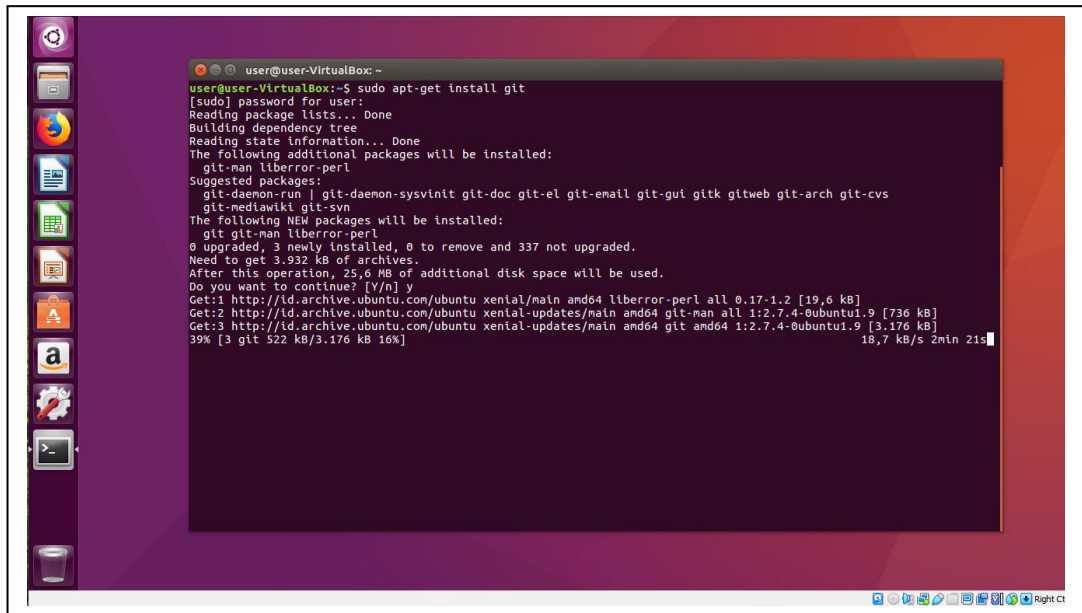 user@user-VirtualBox: ~
user@user-VirtualBox:~$ sudo apt-get install git
[sudo] password for user:
Reading package lists... Done
Building dependency tree
Reading state information... Done
The following additional packages will be installed:
  git-man liberror-perl
Suggested packages:
  git-daemon-run | git-daemon-sysvinit git-doc git-el git-email git-gui gitk gitweb git-arch git-cvs
  git-mediawiki git-svn
The following NEW packages will be installed:
  git git-man liberror-perl
0 upgraded, 3 newly installed, 0 to remove and 337 not upgraded.
Need to get 3.932 kB of archives.
After this operation, 25,6 MB of additional disk space will be used.
Do you want to continue? [Y/n] y
Get:1 http://id.archive.ubuntu.com/ubuntu xenial/main amd64 liberror-perl all 0.17-1.2 [19,6 kB]
Get:2 http://id.archive.ubuntu.com/ubuntu xenial-updates/main amd64 git-man all 1:2.7.4-0ubuntu1.9 [736 kB]
Get:3 http://id.archive.ubuntu.com/ubuntu xenial-updates/main amd64 git amd64 1:2.7.4-0ubuntu1.9 [3.176 kB]
39% [3 git 522 kB/3.176 kB 16%] 18,7 kB/s 2min 21s
Right Ct